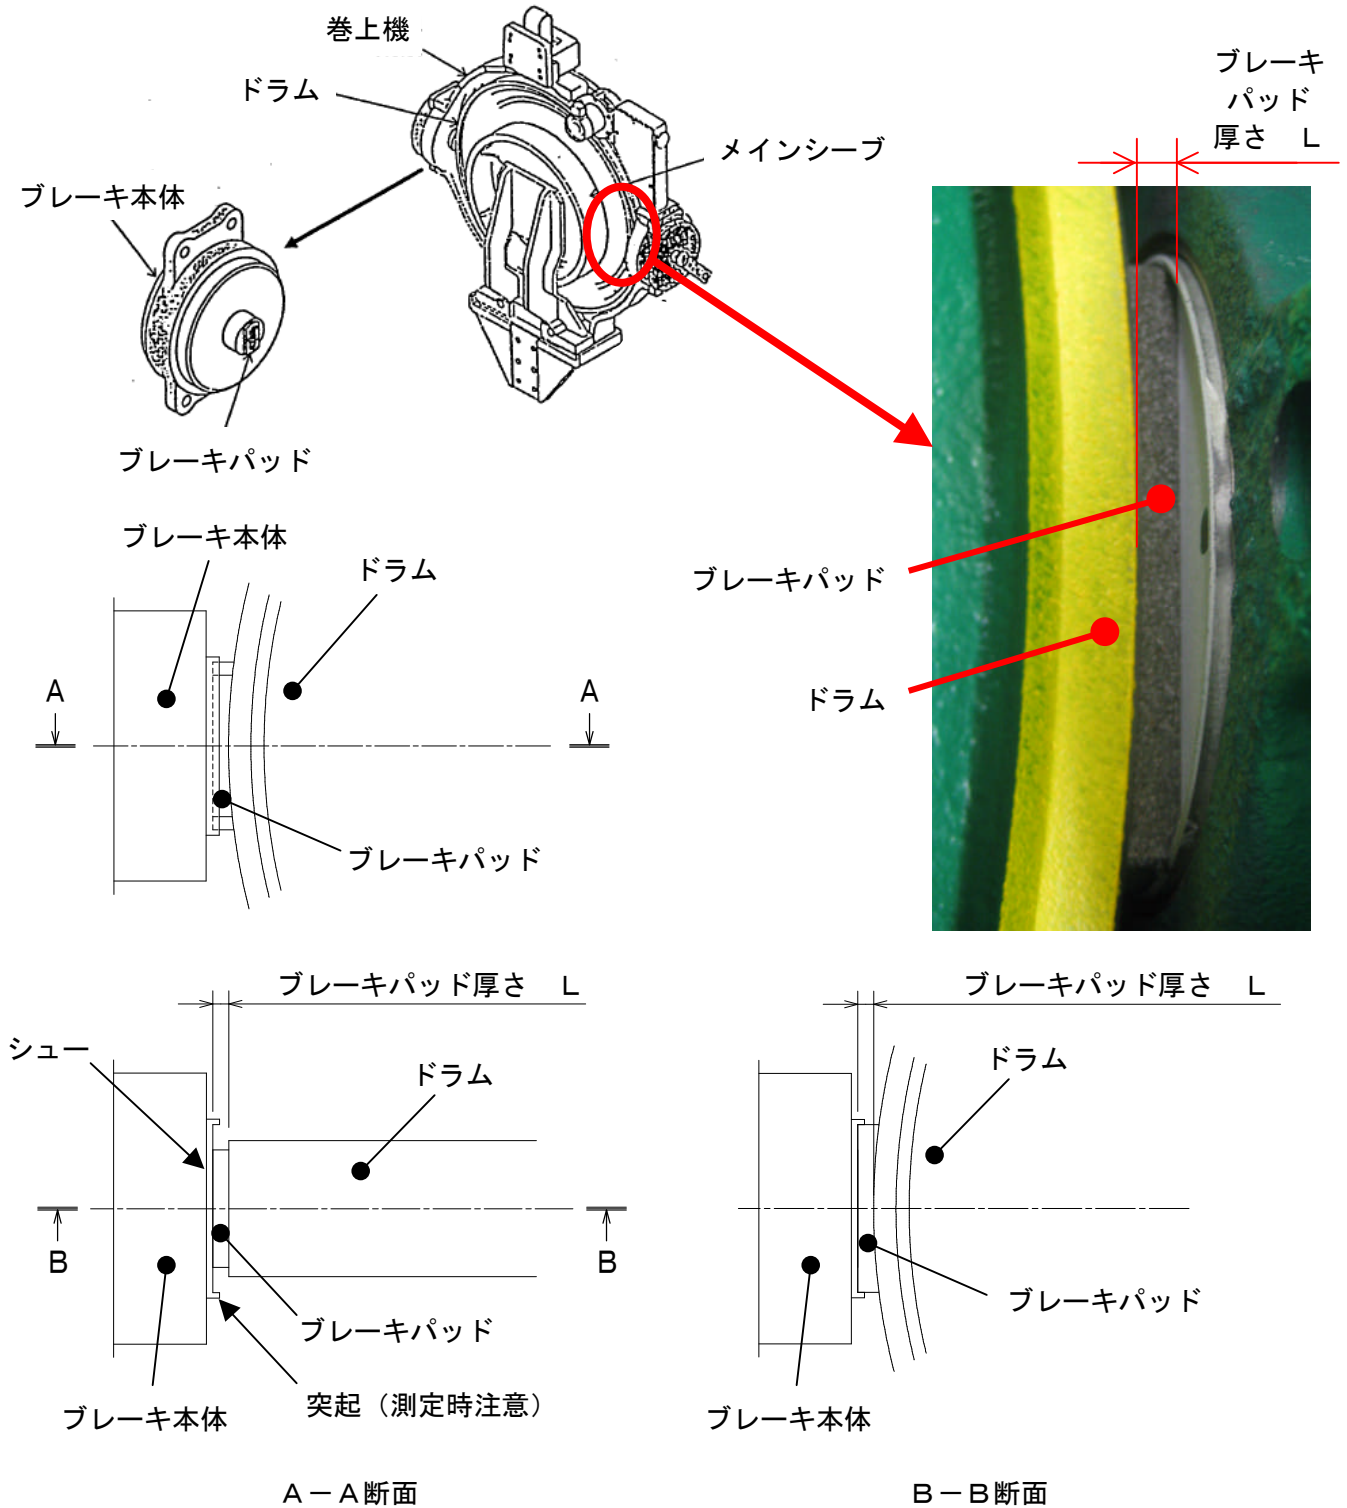 巻上機
ドラム
メインシーブ
ブレーキ本体
ブレーキパッド
ブレーキ
パッド
厚さ　L
ブレーキパッド
ドラム
ブレーキ本体
ドラム
A
A
ブレーキパッド
ブレーキパッド厚さ　L
シュー
ドラム
B
B
ブレーキパッド
突起（測定時注意）
ブレーキ本体
A－A断面
ブレーキパッド厚さ　L
ドラム
ブレーキパッド
ブレーキ本体
B－B断面